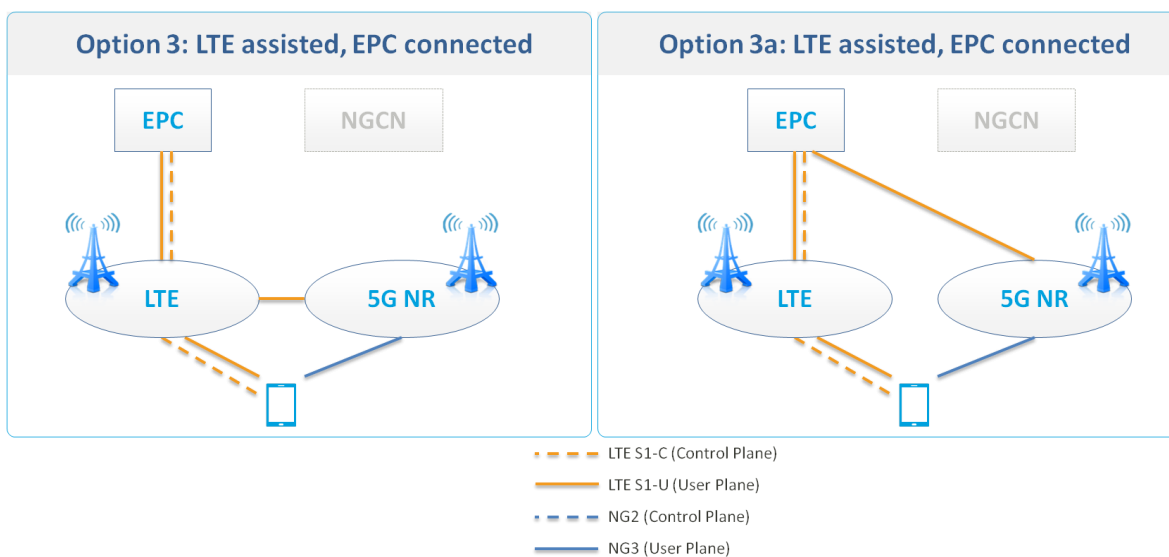 Option 3: LTE assisted, EPC connected
EPC
NGCN
LTE
5G NR
Option 3a: LTE assisted, EPC connected
EPC
NGCN
LTE
5G NR
LTE S1-C (Control Plane)
LTE S1-U (User Plane)
NG2 (Control Plane)
NG3 (User Plane)